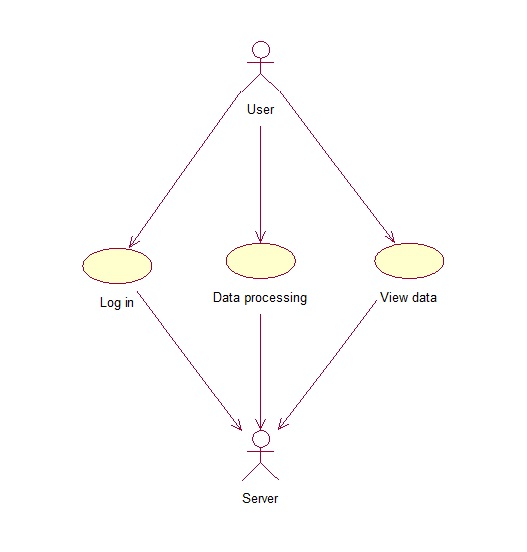 User
Log in
Data processing
View data
Server